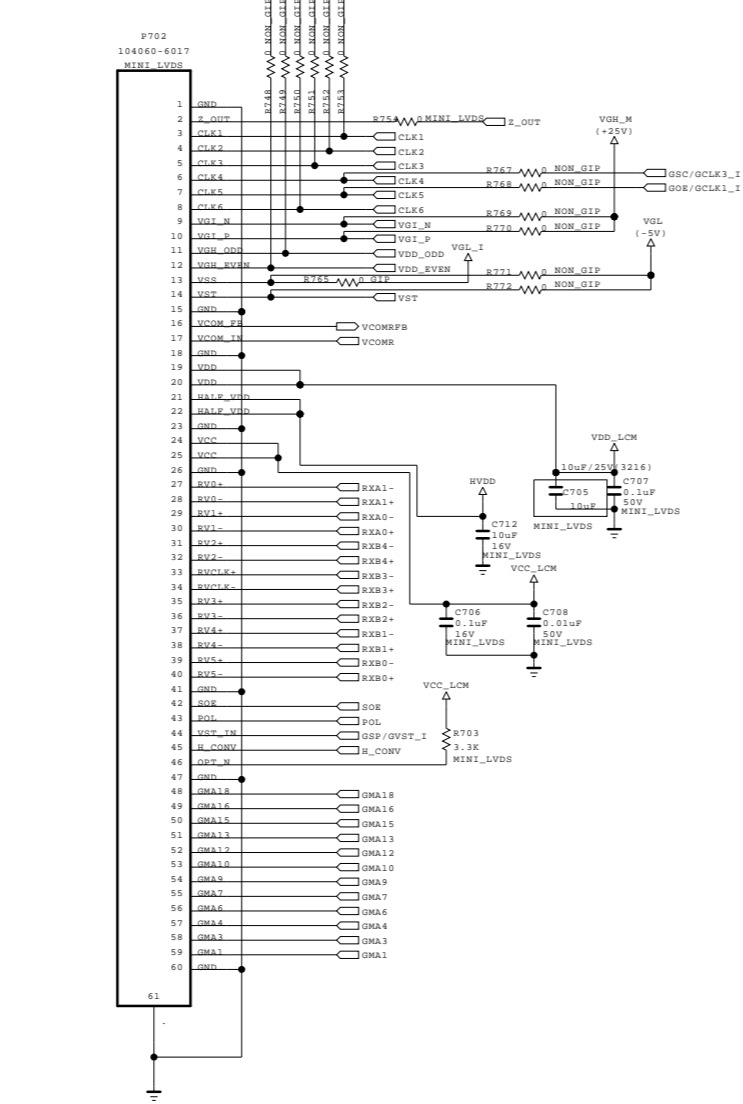 P702
104060-6017
MINI_LVDS
0 NON_GIP
0 NON_GIP
0 NON_GIP
0 NON_GIP
0 NON_GIP
0 NON_GIP
R748
R749
R750
R751
R752
R753
1 GND
2 Z_OUT R754 0 MINI_LVDS Z_OUT
3 CLK1 CLK1
4 CLK2 CLK2
5 CLK3 CLK3
6 CLK4 CLK4
7 CLK5 CLK5
8 CLK6 CLK6
9 VGI_N VGI_N
10 VGI_P VGI_P
11 VGH_ODD VDD_ODD
12 VGH_EVEN VDD_EVEN
13 VSS R765 0 GIP
14 VST VST
15 GND
16 VCOM_FB VCOMRFB
17 VCOM_IN VCOMR
18 GND
19 VDD
20 VDD
21 HALF_VDD
22 HALF_VDD
23 GND
24 VCC
25 VCC
26 GND
27 RV0+ RXA1-
28 RV0- RXA1+
29 RV1+ RXA0-
30 RV1- RXA0+
31 RV2+ RXB4-
32 RV2- RXB4+
33 RVCLK+ RXB3-
34 RVCLK- RXB3+
35 RV3+ RXB2-
36 RV3- RXB2+
37 RV4+ RXB1-
38 RV4- RXB1+
39 RV5+ RXB0-
40 RV5- RXB0+
41 GND
42 SOE SOE
43 POL POL
44 VST_IN GSP/GVST_I
45 H_CONV H_CONV
46 OPT_N
47 GND
48 GMA18 GMA18
49 GMA16 GMA16
50 GMA15 GMA15
51 GMA13 GMA13
52 GMA12 GMA12
53 GMA10 GMA10
54 GMA9 GMA9
55 GMA7 GMA7
56 GMA6 GMA6
57 GMA4 GMA4
58 GMA3 GMA3
59 GMA1 GMA1
60 GND
61
VGH_M
(+25V)
R767 0 NON_GIP GSC/GCLK3_I
R768 0 NON_GIP GOE/GCLK1_I
R769 0 NON_GIP
R770 0 NON_GIP
VGL
(-5V)
VGL_I
R771 0 NON_GIP
R772 0 NON_GIP
VDD_LCM
10uF/25V(3216)
C705
10uF
MINI_LVDS
C707
0.1uF
50V
MINI_LVDS
HVDD
C712
10uF
16V
MINI_LVDS
VCC_LCM
C706
0.1uF
16V
MINI_LVDS
C708
0.01uF
50V
MINI_LVDS
VCC_LCM
R703
3.3K
MINI_LVDS